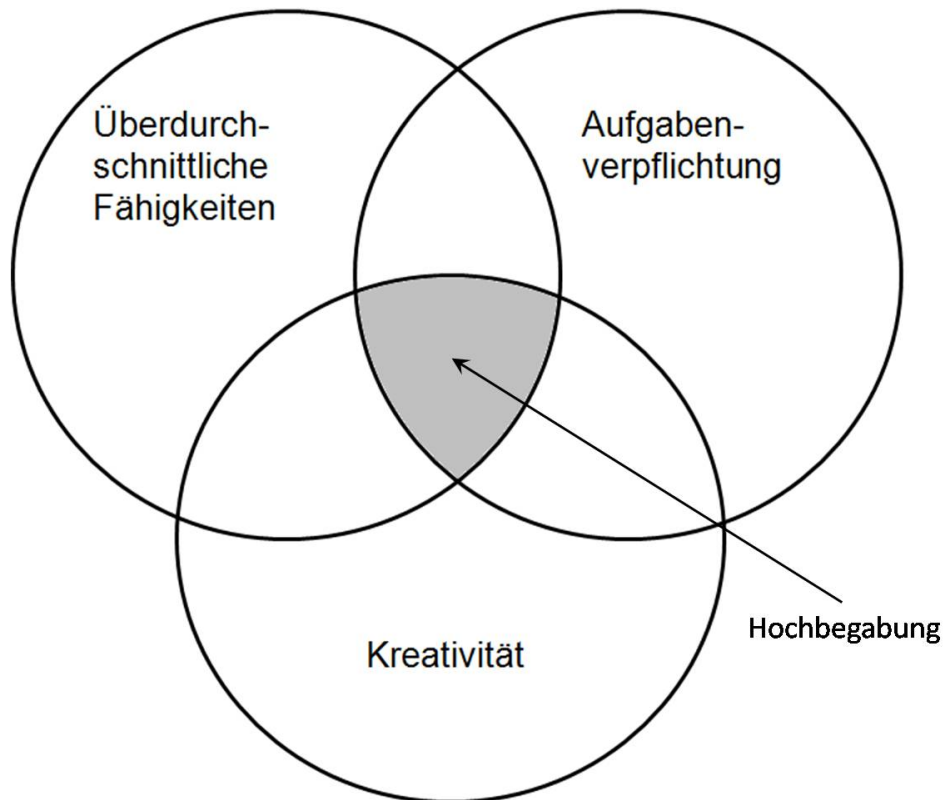 Überdurch-
schnittliche
Fähigkeiten
Aufgaben-
verpflichtung
Hochbegabung
Kreativität